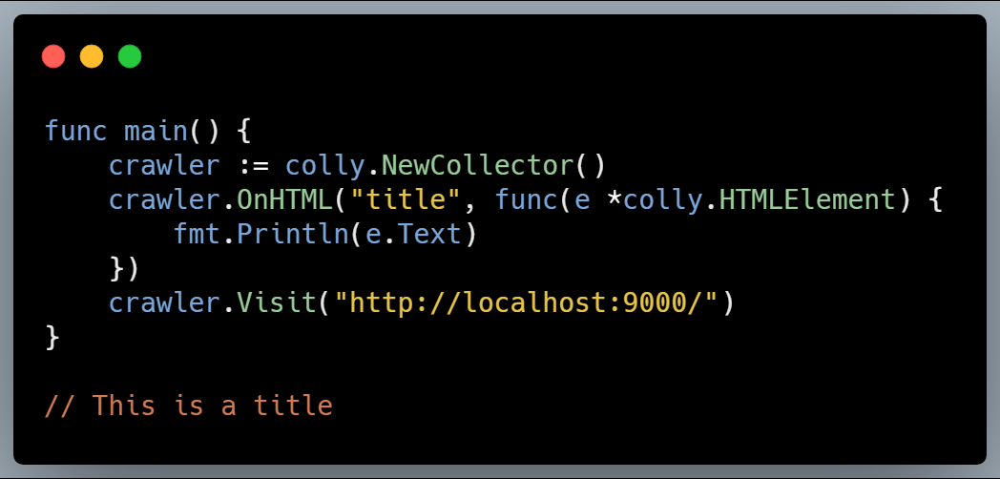 func main() {
    crawler := colly.NewCollector()
    crawler.OnHTML("title", func(e *colly.HTMLElement) {
        fmt.Println(e.Text)
    })
    crawler.Visit("http://localhost:9000/")
}

// This is a title